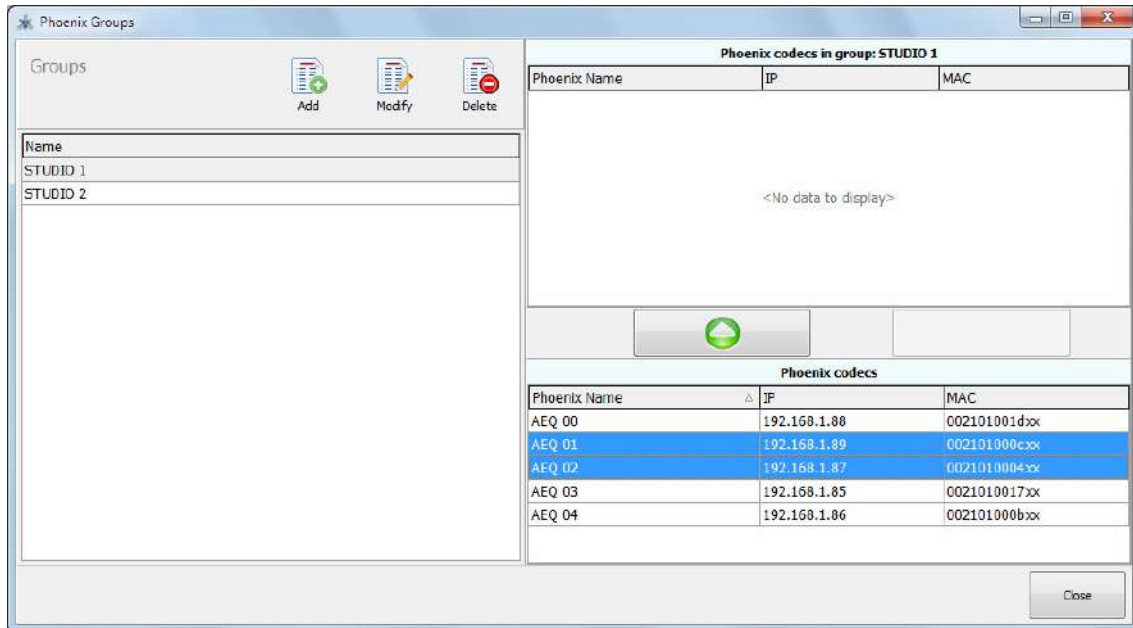 Phoenix Groups
Groups
Add Modify Delete
Name
STUDIO 1
STUDIO 2
Phoenix codecs in group: STUDIO 1
Phoenix Name IP MAC
<No data to display>
Phoenix codecs
Phoenix Name IP MAC
AEQ 00 192.168.1.88 002101001dxx
AEQ 01 192.168.1.89 002101000cxx
AEQ 02 192.168.1.87 0021010004xx
AEQ 03 192.168.1.85 0021010017xx
AEQ 04 192.168.1.86 002101000bxx
Close